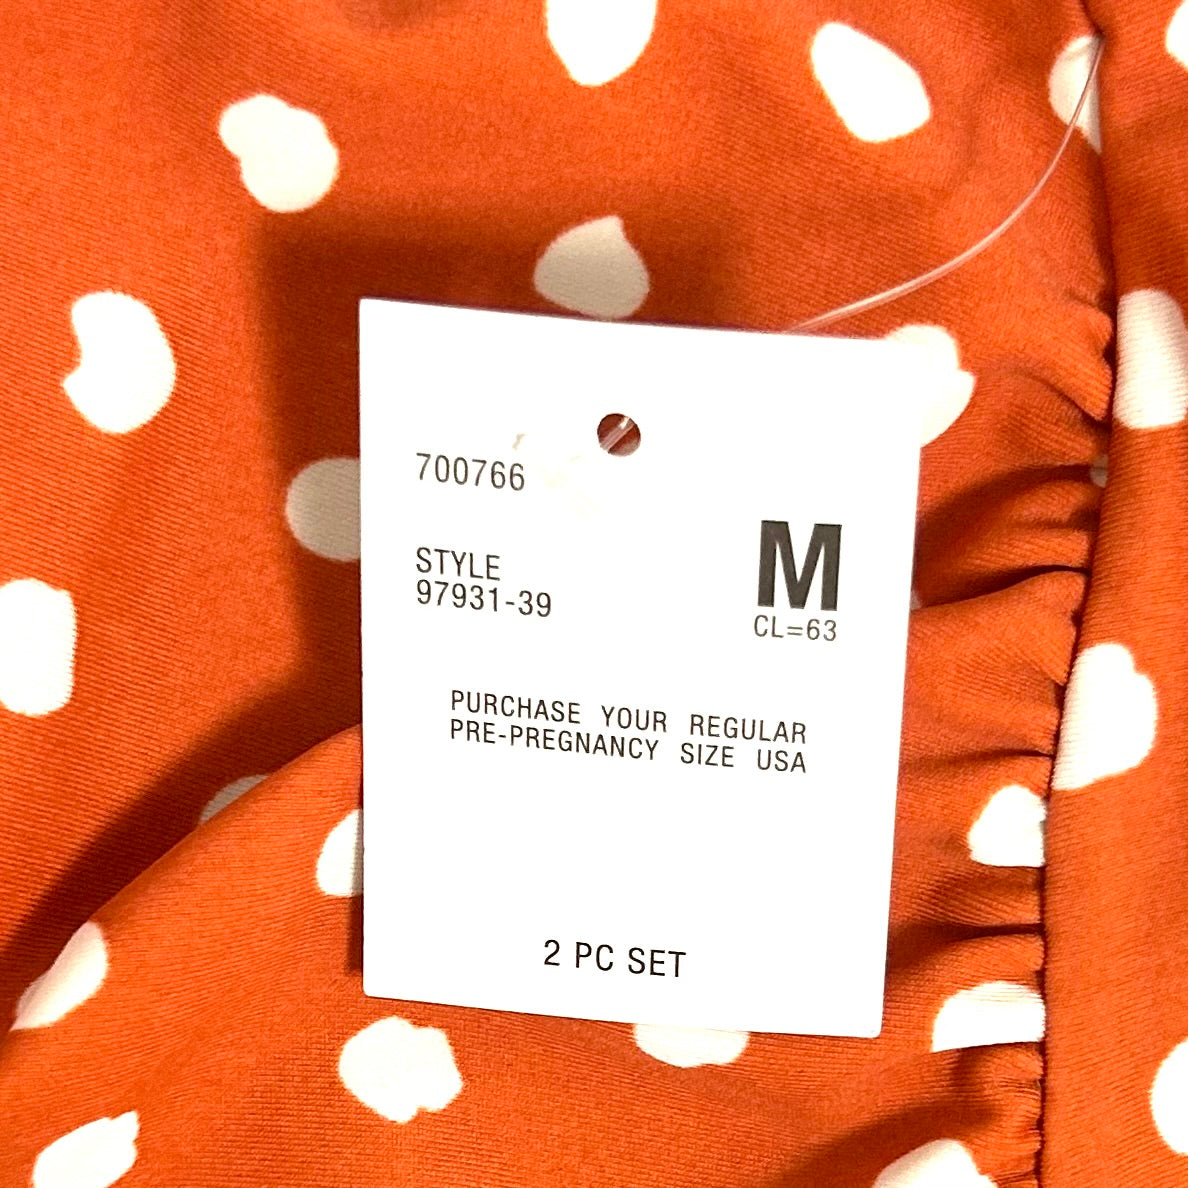 700766
STYLE
97931-39
M
CL=63
PURCHASE YOUR REGULAR
PRE-PREGNANCY SIZE USA
2 PC SET